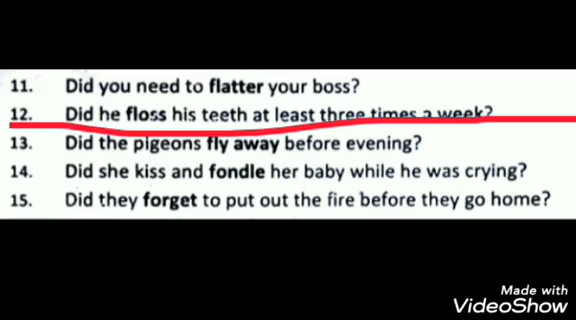 11. Did you need to flatter your boss?
12. Did he floss his teeth at least three times a week?
13. Did the pigeons fly away before evening?
14. Did she kiss and fondle her baby while he was crying?
15. Did they forget to put out the fire before they go home?
Made with
VideoShow